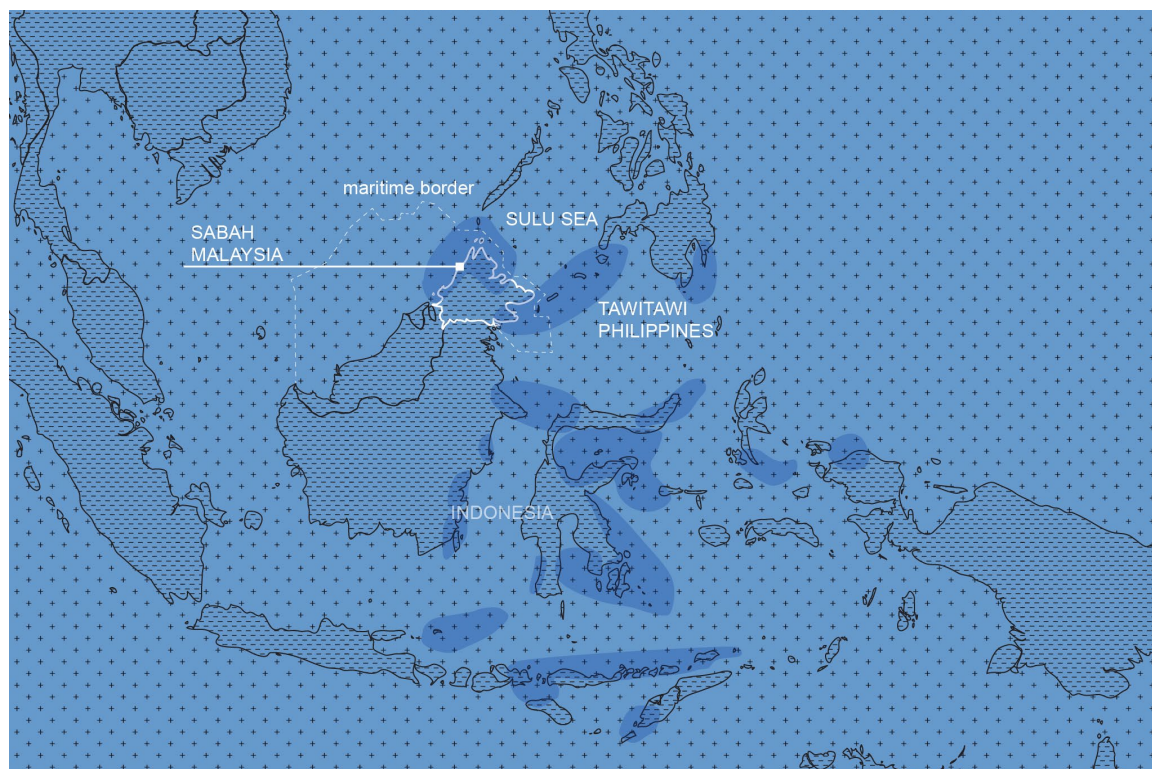 maritime border
SULU SEA
SABAH
MALAYSIA
TAWITAWI
PHILIPPINES
INDONESIA